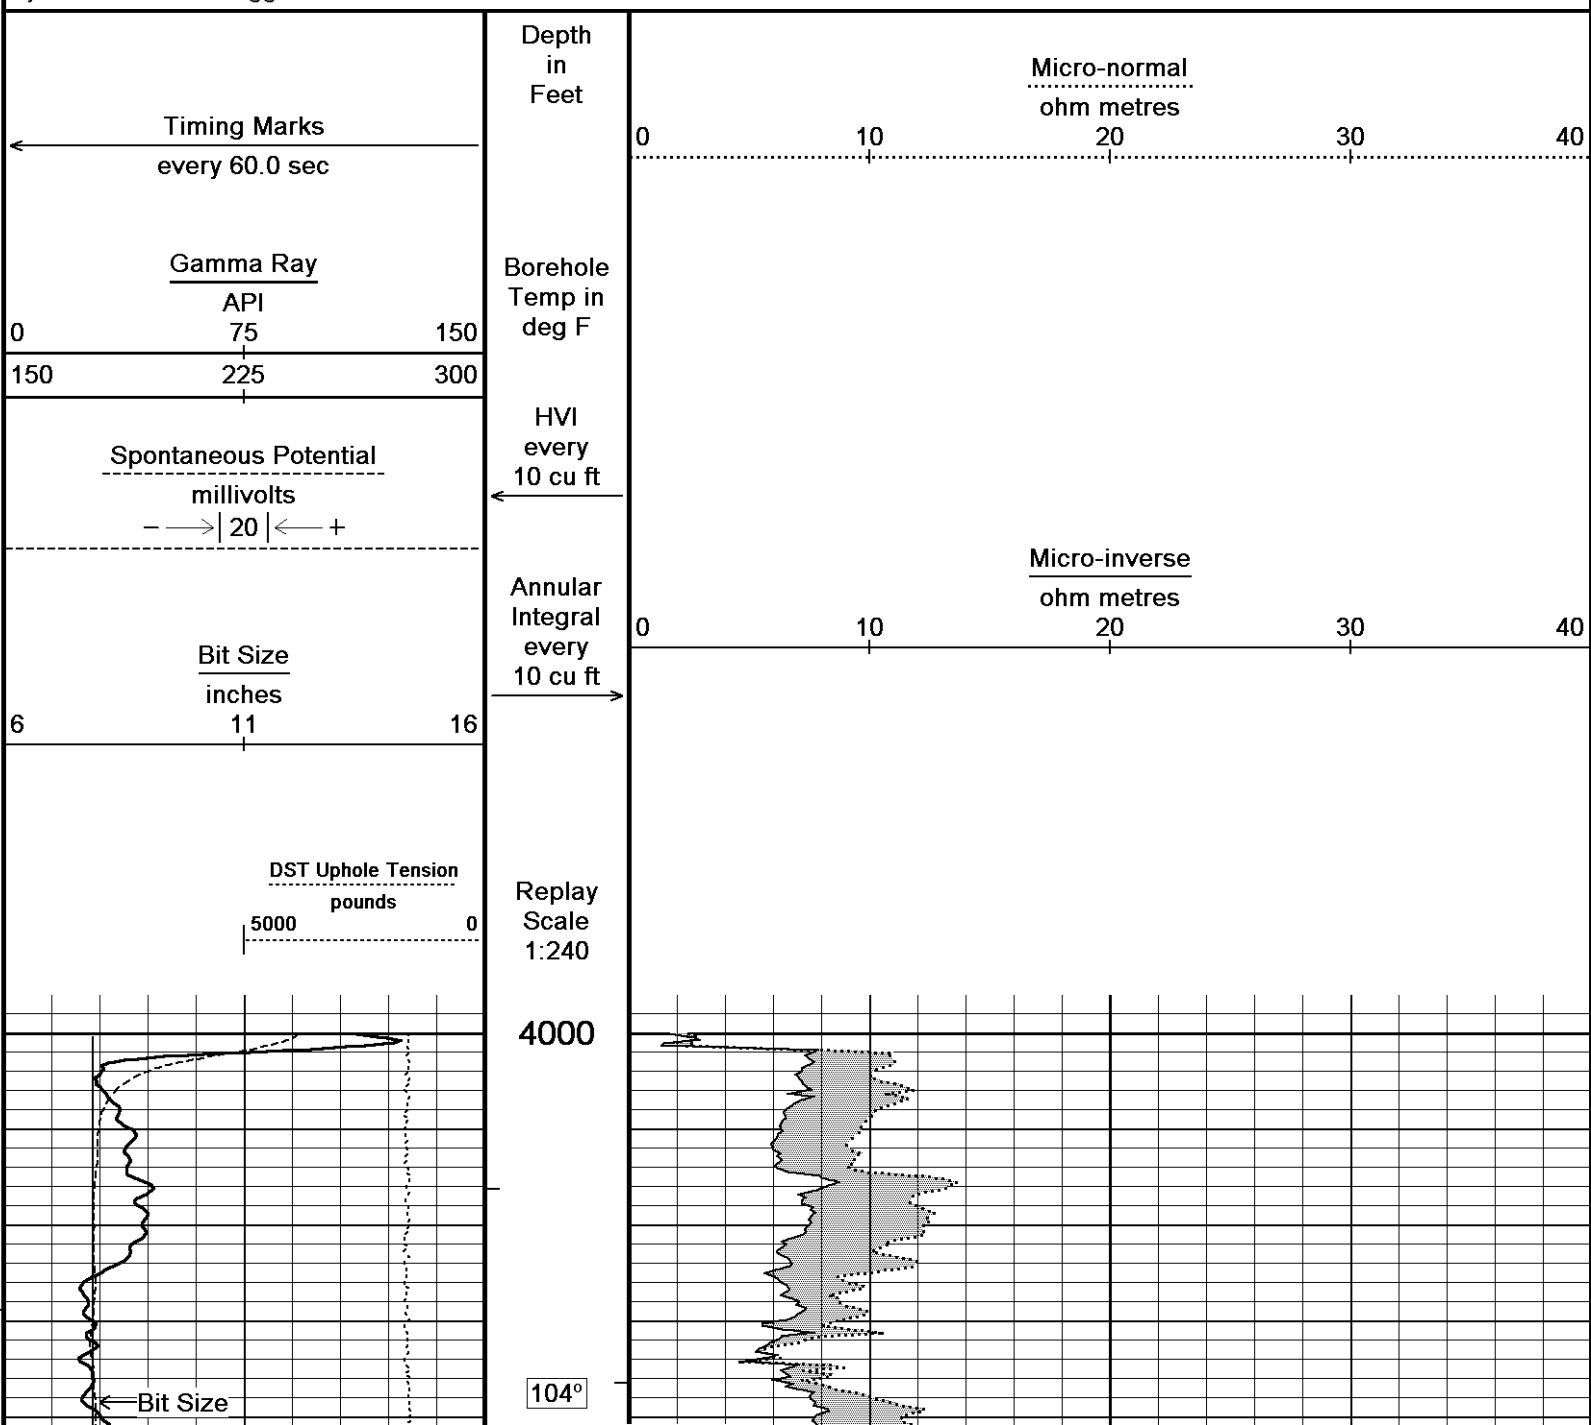 Timing Marks
every 60.0 sec
Gamma Ray
API
0 75 150
150 225 300
Spontaneous Potential
millivolts
− 20 +
Bit Size
inches
6 11 16
DST Uphole Tension
pounds
5000 0
Depth
in
Feet
Borehole
Temp in
deg F
HVI
every
10 cu ft
Annular
Integral
every
10 cu ft
Replay
Scale
1:240
Micro-normal
ohm metres
0 10 20 30 40
Micro-inverse
ohm metres
0 10 20 30 40
4000
104°
Bit Size